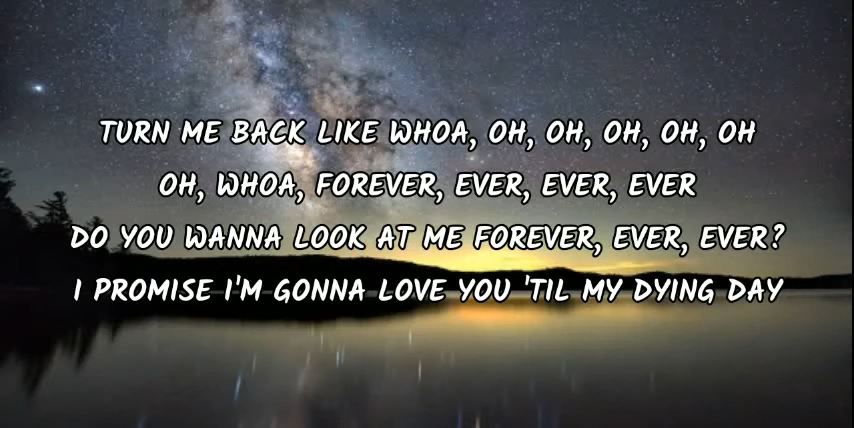 TURN ME BACK LIKE WHOA, OH, OH, OH, OH, OH
OH, WHOA, FOREVER, EVER, EVER, EVER
DO YOU WANNA LOOK AT ME FOREVER, EVER, EVER?
I PROMISE I'M GONNA LOVE YOU 'TIL MY DYING DAY